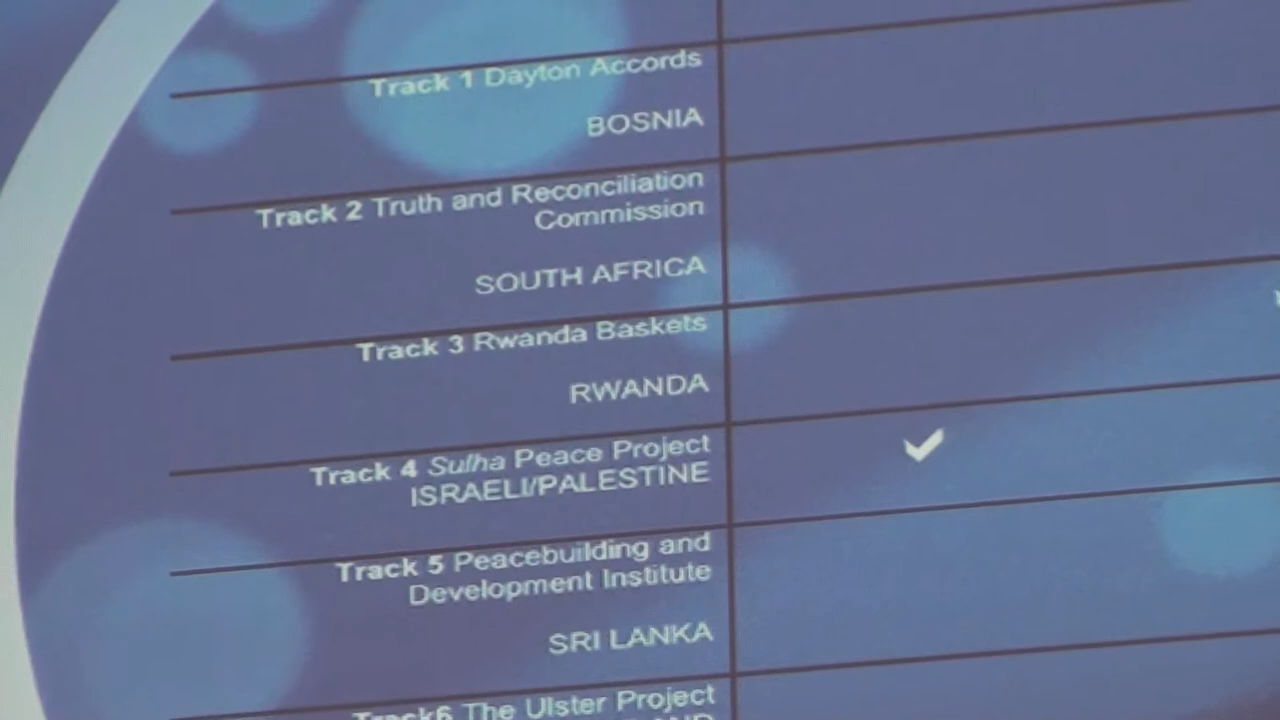 Track 1 Dayton Accords
BOSNIA
Track 2 Truth and Reconciliation
Commission
SOUTH AFRICA
Track 3 Rwanda Baskets
RWANDA
Track 4 Sulha Peace Project
ISRAELI/PALESTINE
Track 5 Peacebuilding and
Development Institute
SRI LANKA
Track6 The Ulster Project